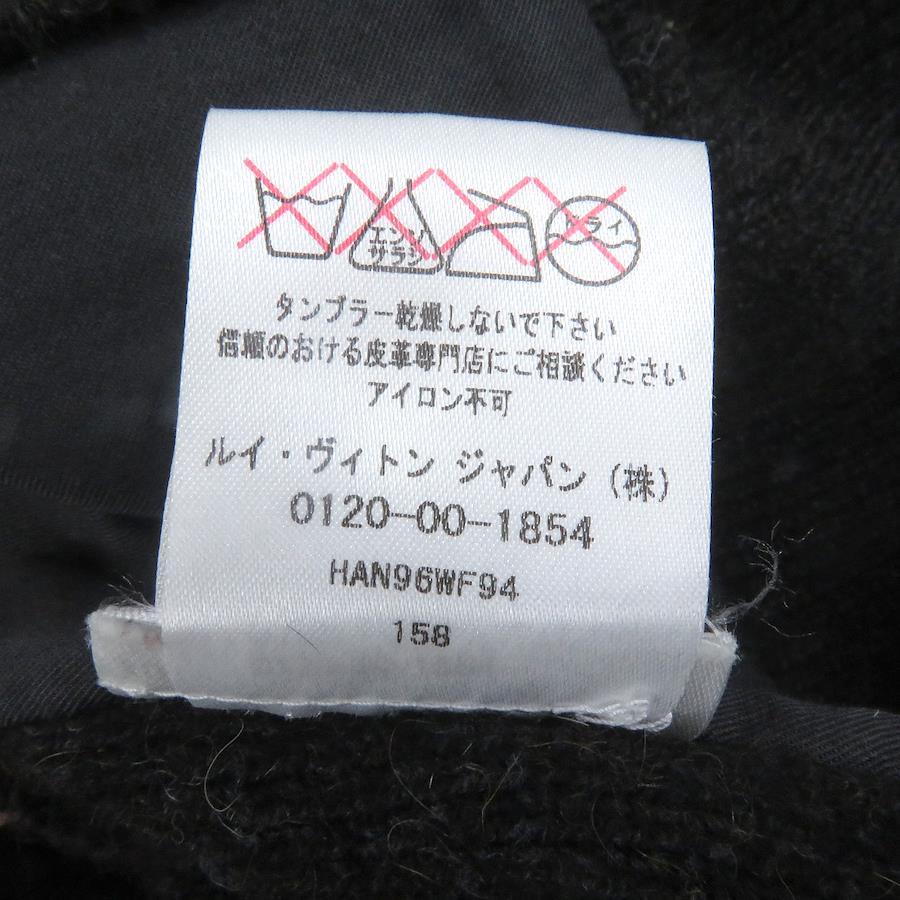 エンソ
サラシ
ドライ
タンブラー乾燥しないで下さい
信頼のおける皮革専門店にご相談ください
アイロン不可
ルイ・ヴィトン ジャパン (株)
0120-00-1854
HAN96WF94
158